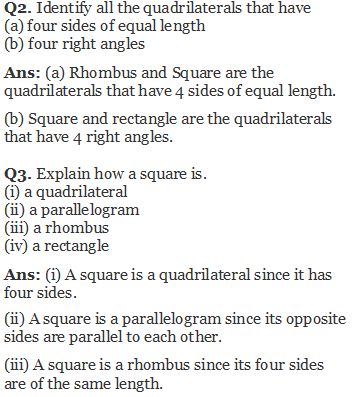 Q2. Identify all the quadrilaterals that have
(a) four sides of equal length
(b) four right angles
Ans: (a) Rhombus and Square are the
quadrilaterals that have 4 sides of equal length.
(b) Square and rectangle are the quadrilaterals
that have 4 right angles.
Q3. Explain how a square is.
(i) a quadrilateral
(ii) a parallelogram
(iii) a rhombus
(iv) a rectangle
Ans: (i) A square is a quadrilateral since it has
four sides.
(ii) A square is a parallelogram since its opposite
sides are parallel to each other.
(iii) A square is a rhombus since its four sides
are of the same length.